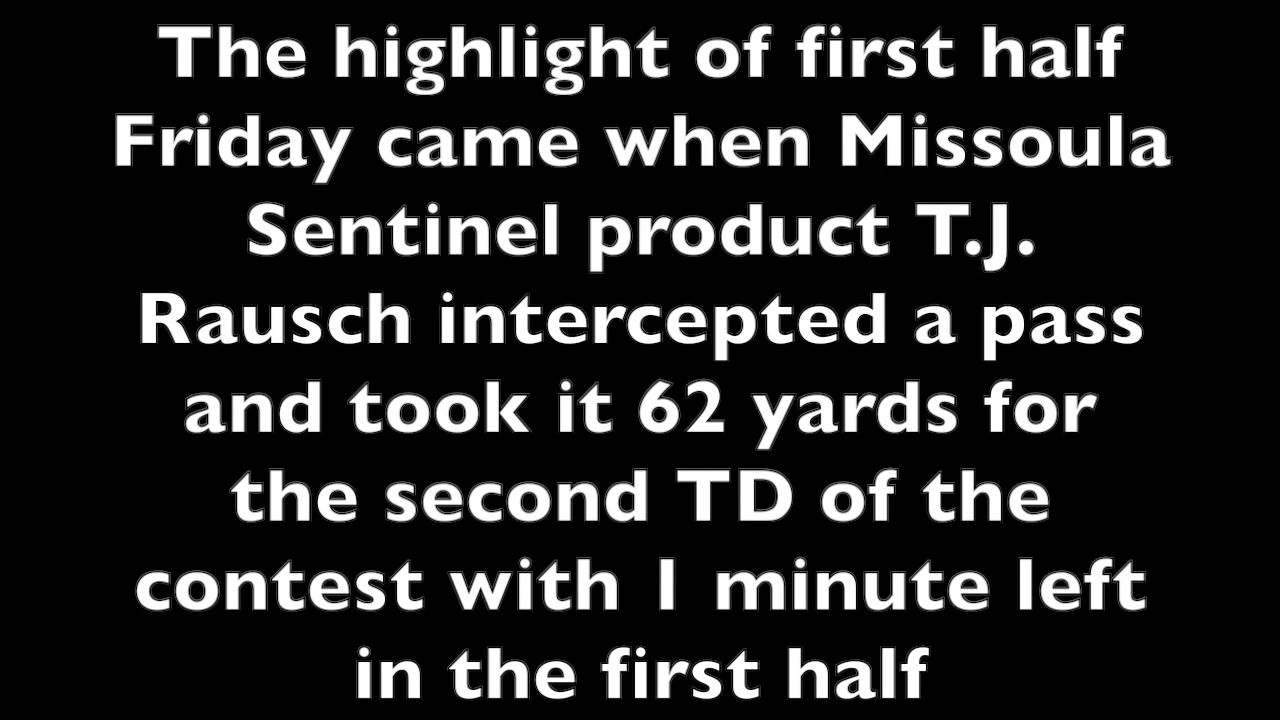 The highlight of first half
Friday came when Missoula
Sentinel product T.J.
Rausch intercepted a pass
and took it 62 yards for
the second TD of the
contest with 1 minute left
in the first half